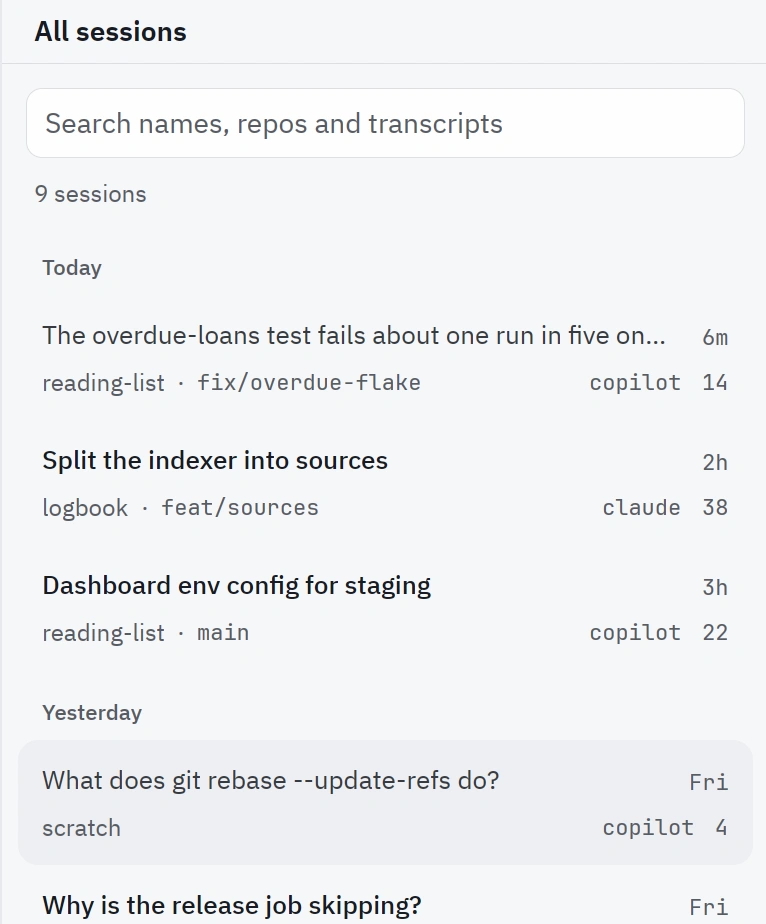 All sessions
Search names, repos and transcripts
9 sessions
Today
The overdue-loans test fails about one run in five on... 6m
reading-list · fix/overdue-flake copilot 14
Split the indexer into sources 2h
logbook · feat/sources claude 38
Dashboard env config for staging 3h
reading-list · main copilot 22
Yesterday
What does git rebase --update-refs do? Fri
scratch copilot 4
Why is the release job skipping? Fri